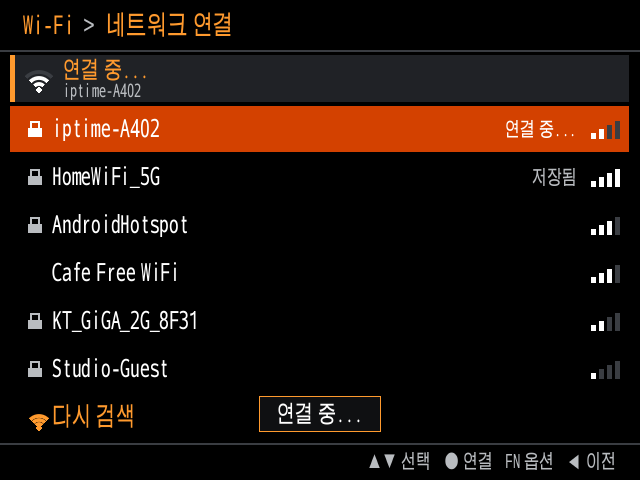 Wi-Fi > 네트워크 연결
연결 중...
iptime-A402
iptime-A402 연결 중...
HomeWiFi_5G 저장됨
AndroidHotspot
Cafe Free WiFi
KT_GiGA_2G_8F31
Studio-Guest
다시 검색
연결 중...
▲▼ 선택 ● 연결 FN 옵션 ◀ 이전